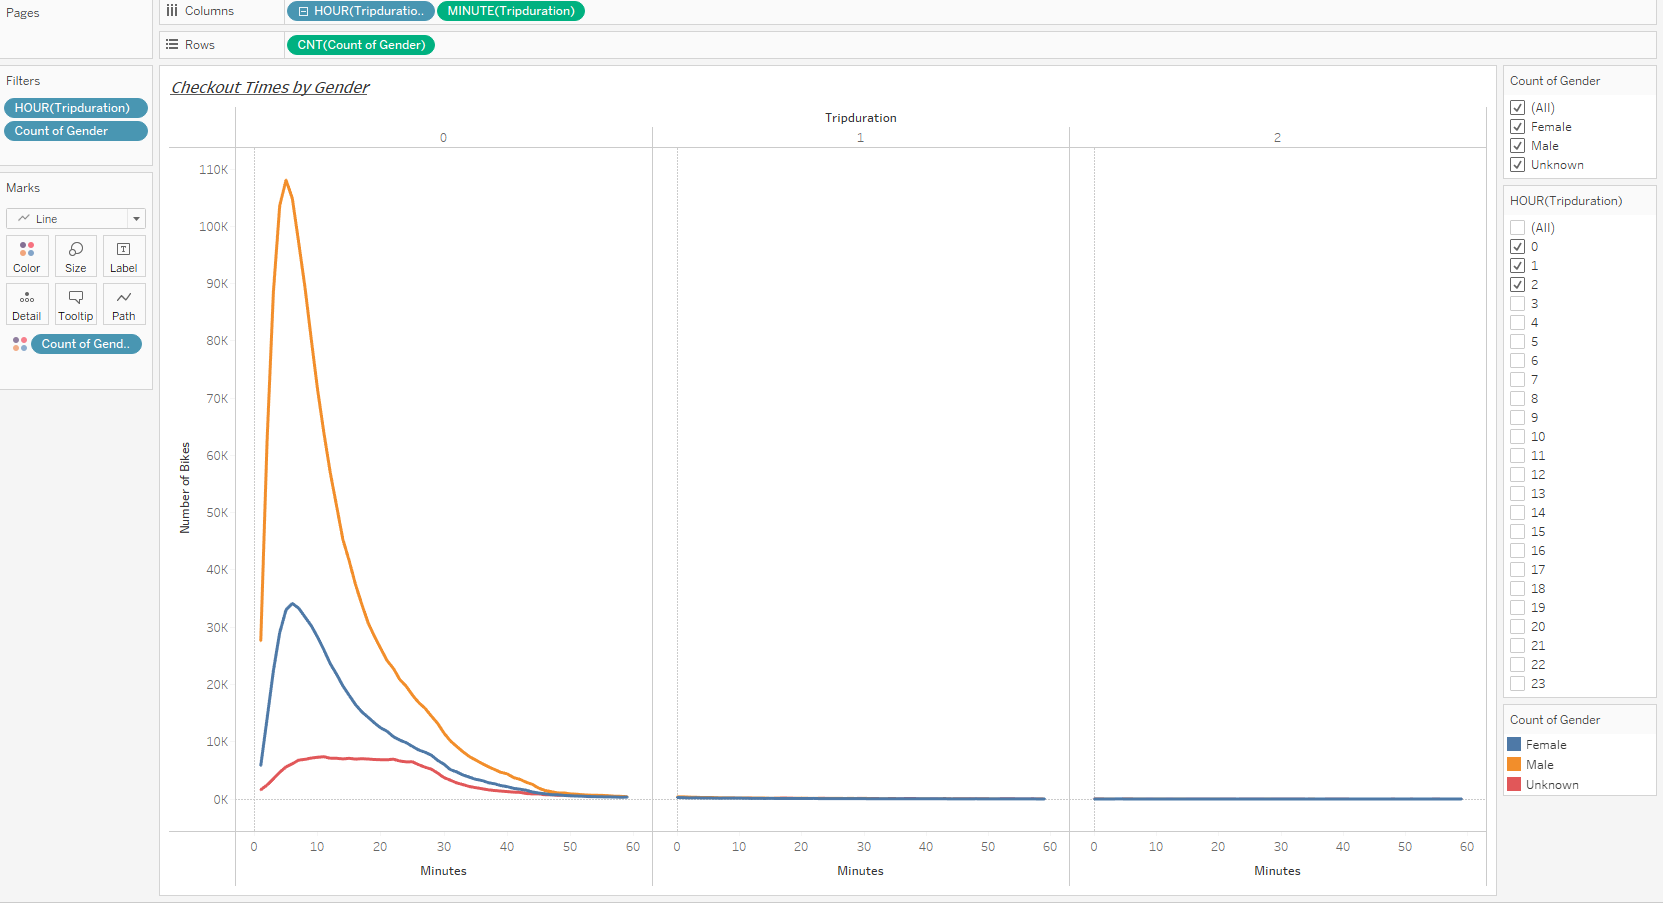 Pages
Columns
HOUR(Tripduratio..
MINUTE(Tripduration)
Rows
CNT(Count of Gender)
Filters
HOUR(Tripduration)
Count of Gender
Marks
Line
Color
Size
Label
Detail
Tooltip
Path
Count of Gend..
Checkout Times by Gender
Tripduration
0
1
2
Number of Bikes
110K
100K
90K
80K
70K
60K
50K
40K
30K
20K
10K
0K
0 10 20 30 40 50 60
0 10 20 30 40 50 60
0 10 20 30 40 50 60
Minutes
Minutes
Minutes
Count of Gender
(All)
Female
Male
Unknown
HOUR(Tripduration)
(All)
0
1
2
3
4
5
6
7
8
9
10
11
12
13
14
15
16
17
18
19
20
21
22
23
Count of Gender
Female
Male
Unknown